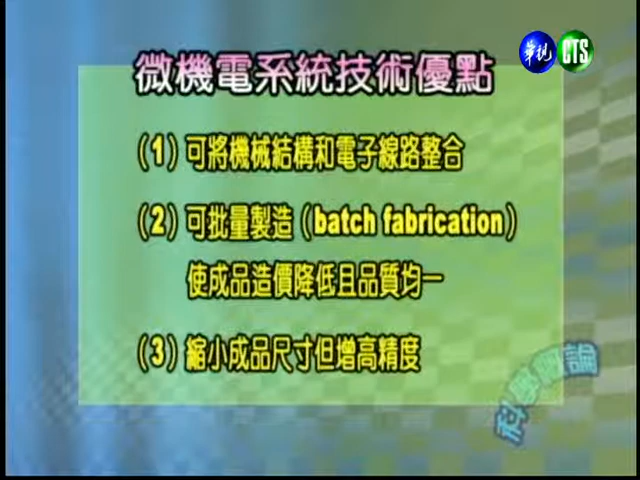 華視 CTS
微機電系統技術優點
（1）可將機械結構和電子線路整合
（2）可批量製造（batch fabrication）
使成品造價降低且品質均一
（3）縮小成品尺寸但增高精度